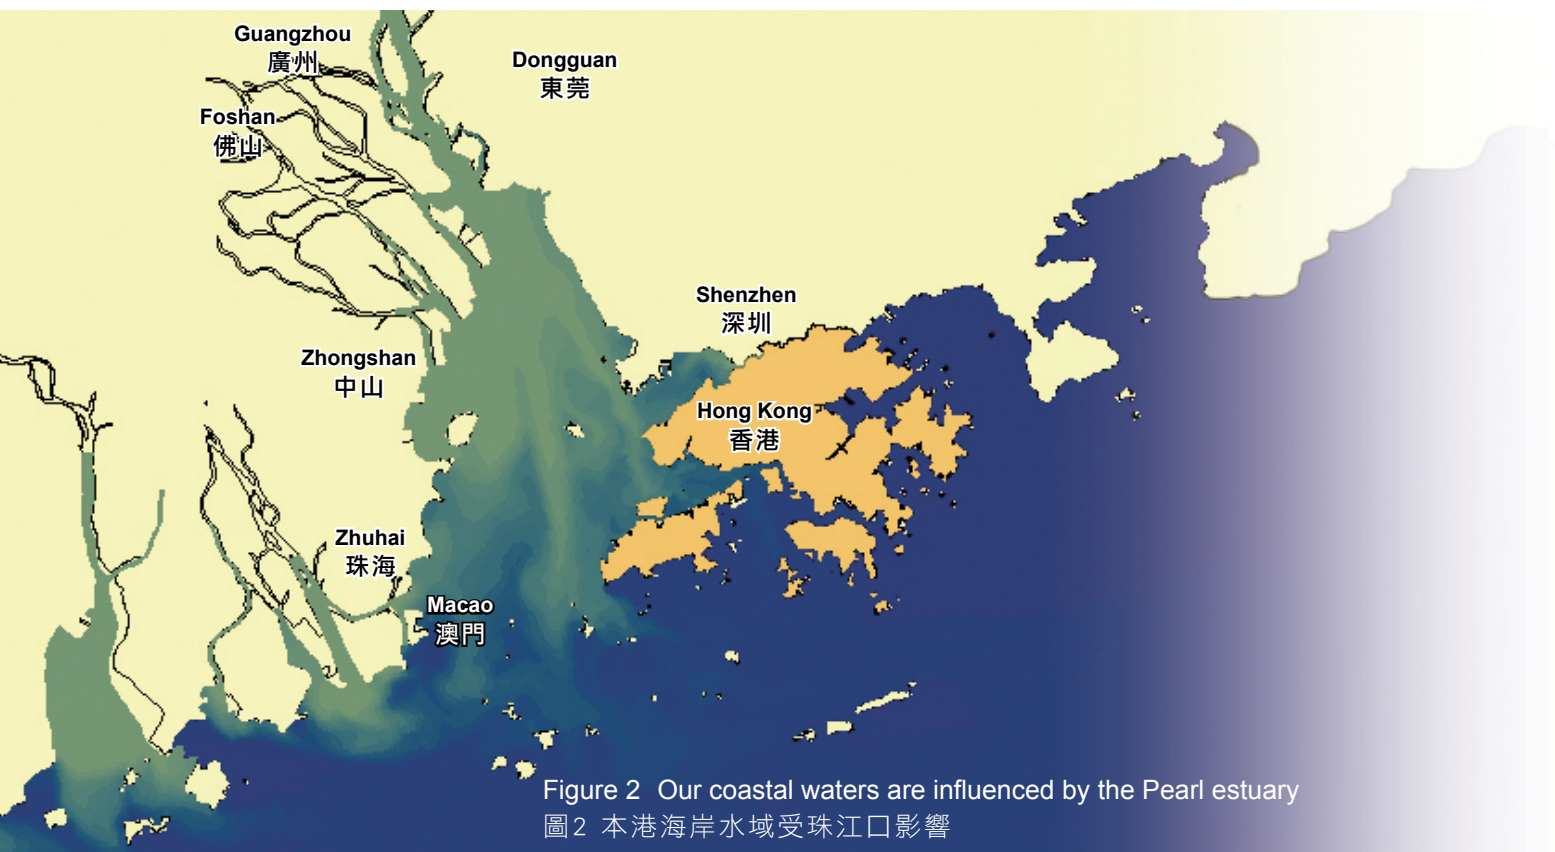 Guangzhou
廣州
Dongguan
東莞
Foshan
佛山
Shenzhen
深圳
Zhongshan
中山
Hong Kong
香港
Zhuhai
珠海
Macao
澳門
Figure 2 Our coastal waters are influenced by the Pearl estuary
圖2 本港海岸水域受珠江口影響